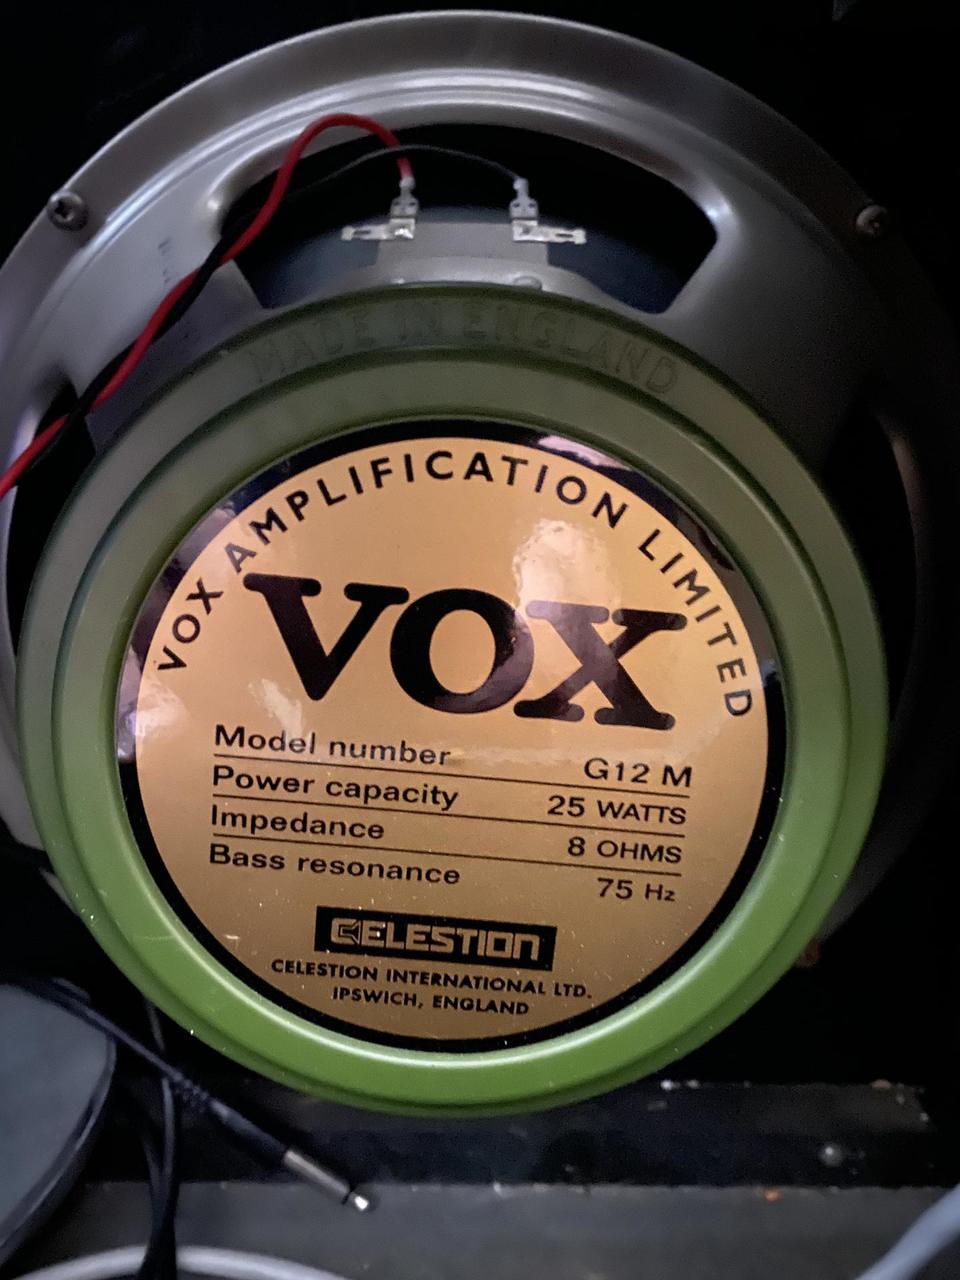 MADE IN ENGLAND
VOX AMPLIFICATION LIMITED
VOX
Model number G12 M
Power capacity 25 WATTS
Impedance 8 OHMS
Bass resonance 75 Hz
CELESTION
CELESTION INTERNATIONAL LTD.
IPSWICH, ENGLAND